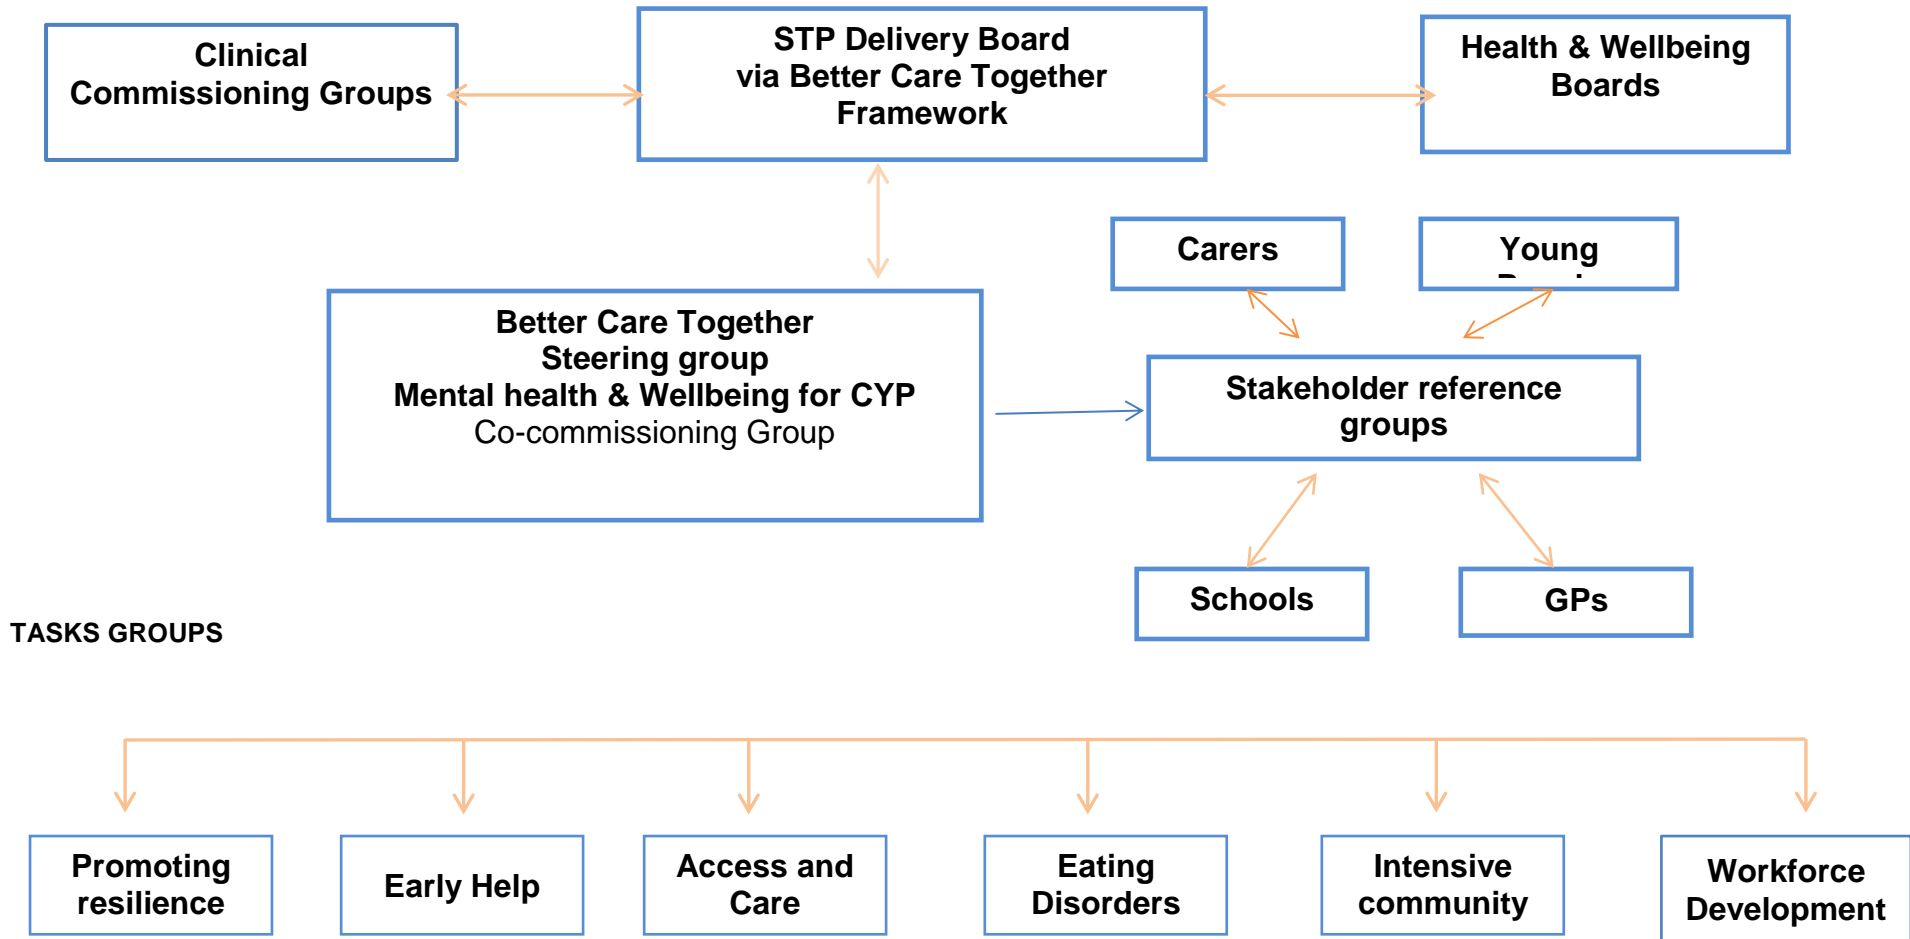 Clinical
Commissioning Groups
STP Delivery Board
via Better Care Together
Framework
Health & Wellbeing
Boards
Carers
Young
Better Care Together
Steering group
Mental health & Wellbeing for CYP
Co-commissioning Group
Stakeholder reference
groups
Schools
GPs
TASKS GROUPS
Promoting
resilience
Early Help
Access and
Care
Eating
Disorders
Intensive
community
Workforce
Development